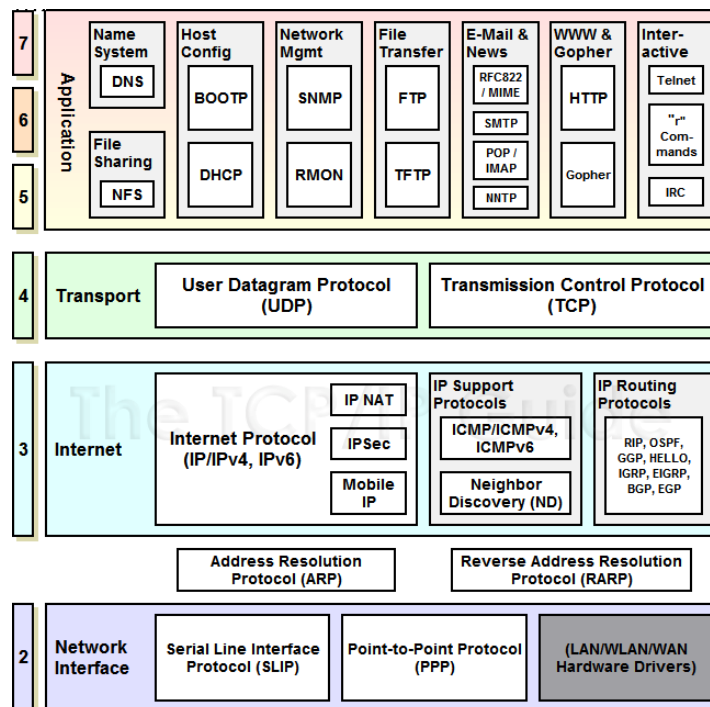 7
6
5
Application
Name
System
DNS
File
Sharing
NFS
Host
Config
BOOTP
DHCP
Network
Mgmt
SNMP
RMON
File
Transfer
FTP
TFTP
E-Mail &
News
RFC822
/ MIME
SMTP
POP /
IMAP
NNTP
WWW &
Gopher
HTTP
Gopher
Inter-
active
Telnet
"r"
Com-
mands
IRC
4
Transport
User Datagram Protocol
(UDP)
Transmission Control Protocol
(TCP)
The TCP/IP Guide
3
Internet
Internet Protocol
(IP/IPv4, IPv6)
IP NAT
IPSec
Mobile
IP
IP Support
Protocols
ICMP/ICMPv4,
ICMPv6
Neighbor
Discovery (ND)
IP Routing
Protocols
RIP, OSPF,
GGP, HELLO,
IGRP, EIGRP,
BGP, EGP
Address Resolution
Protocol (ARP)
Reverse Address Resolution
Protocol (RARP)
2
Network
Interface
Serial Line Interface
Protocol (SLIP)
Point-to-Point Protocol
(PPP)
(LAN/WLAN/WAN
Hardware Drivers)